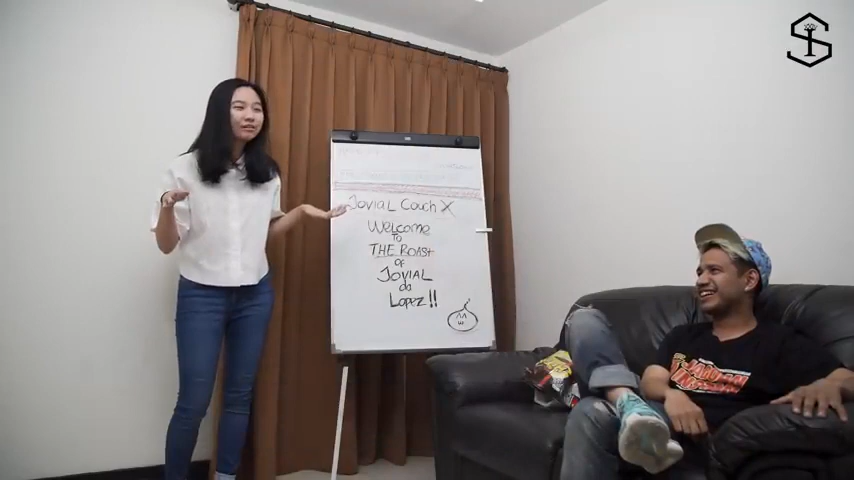 Jovial Couch X
Welcome
to
THE ROAST
of
Jovial
da
Lopez!!